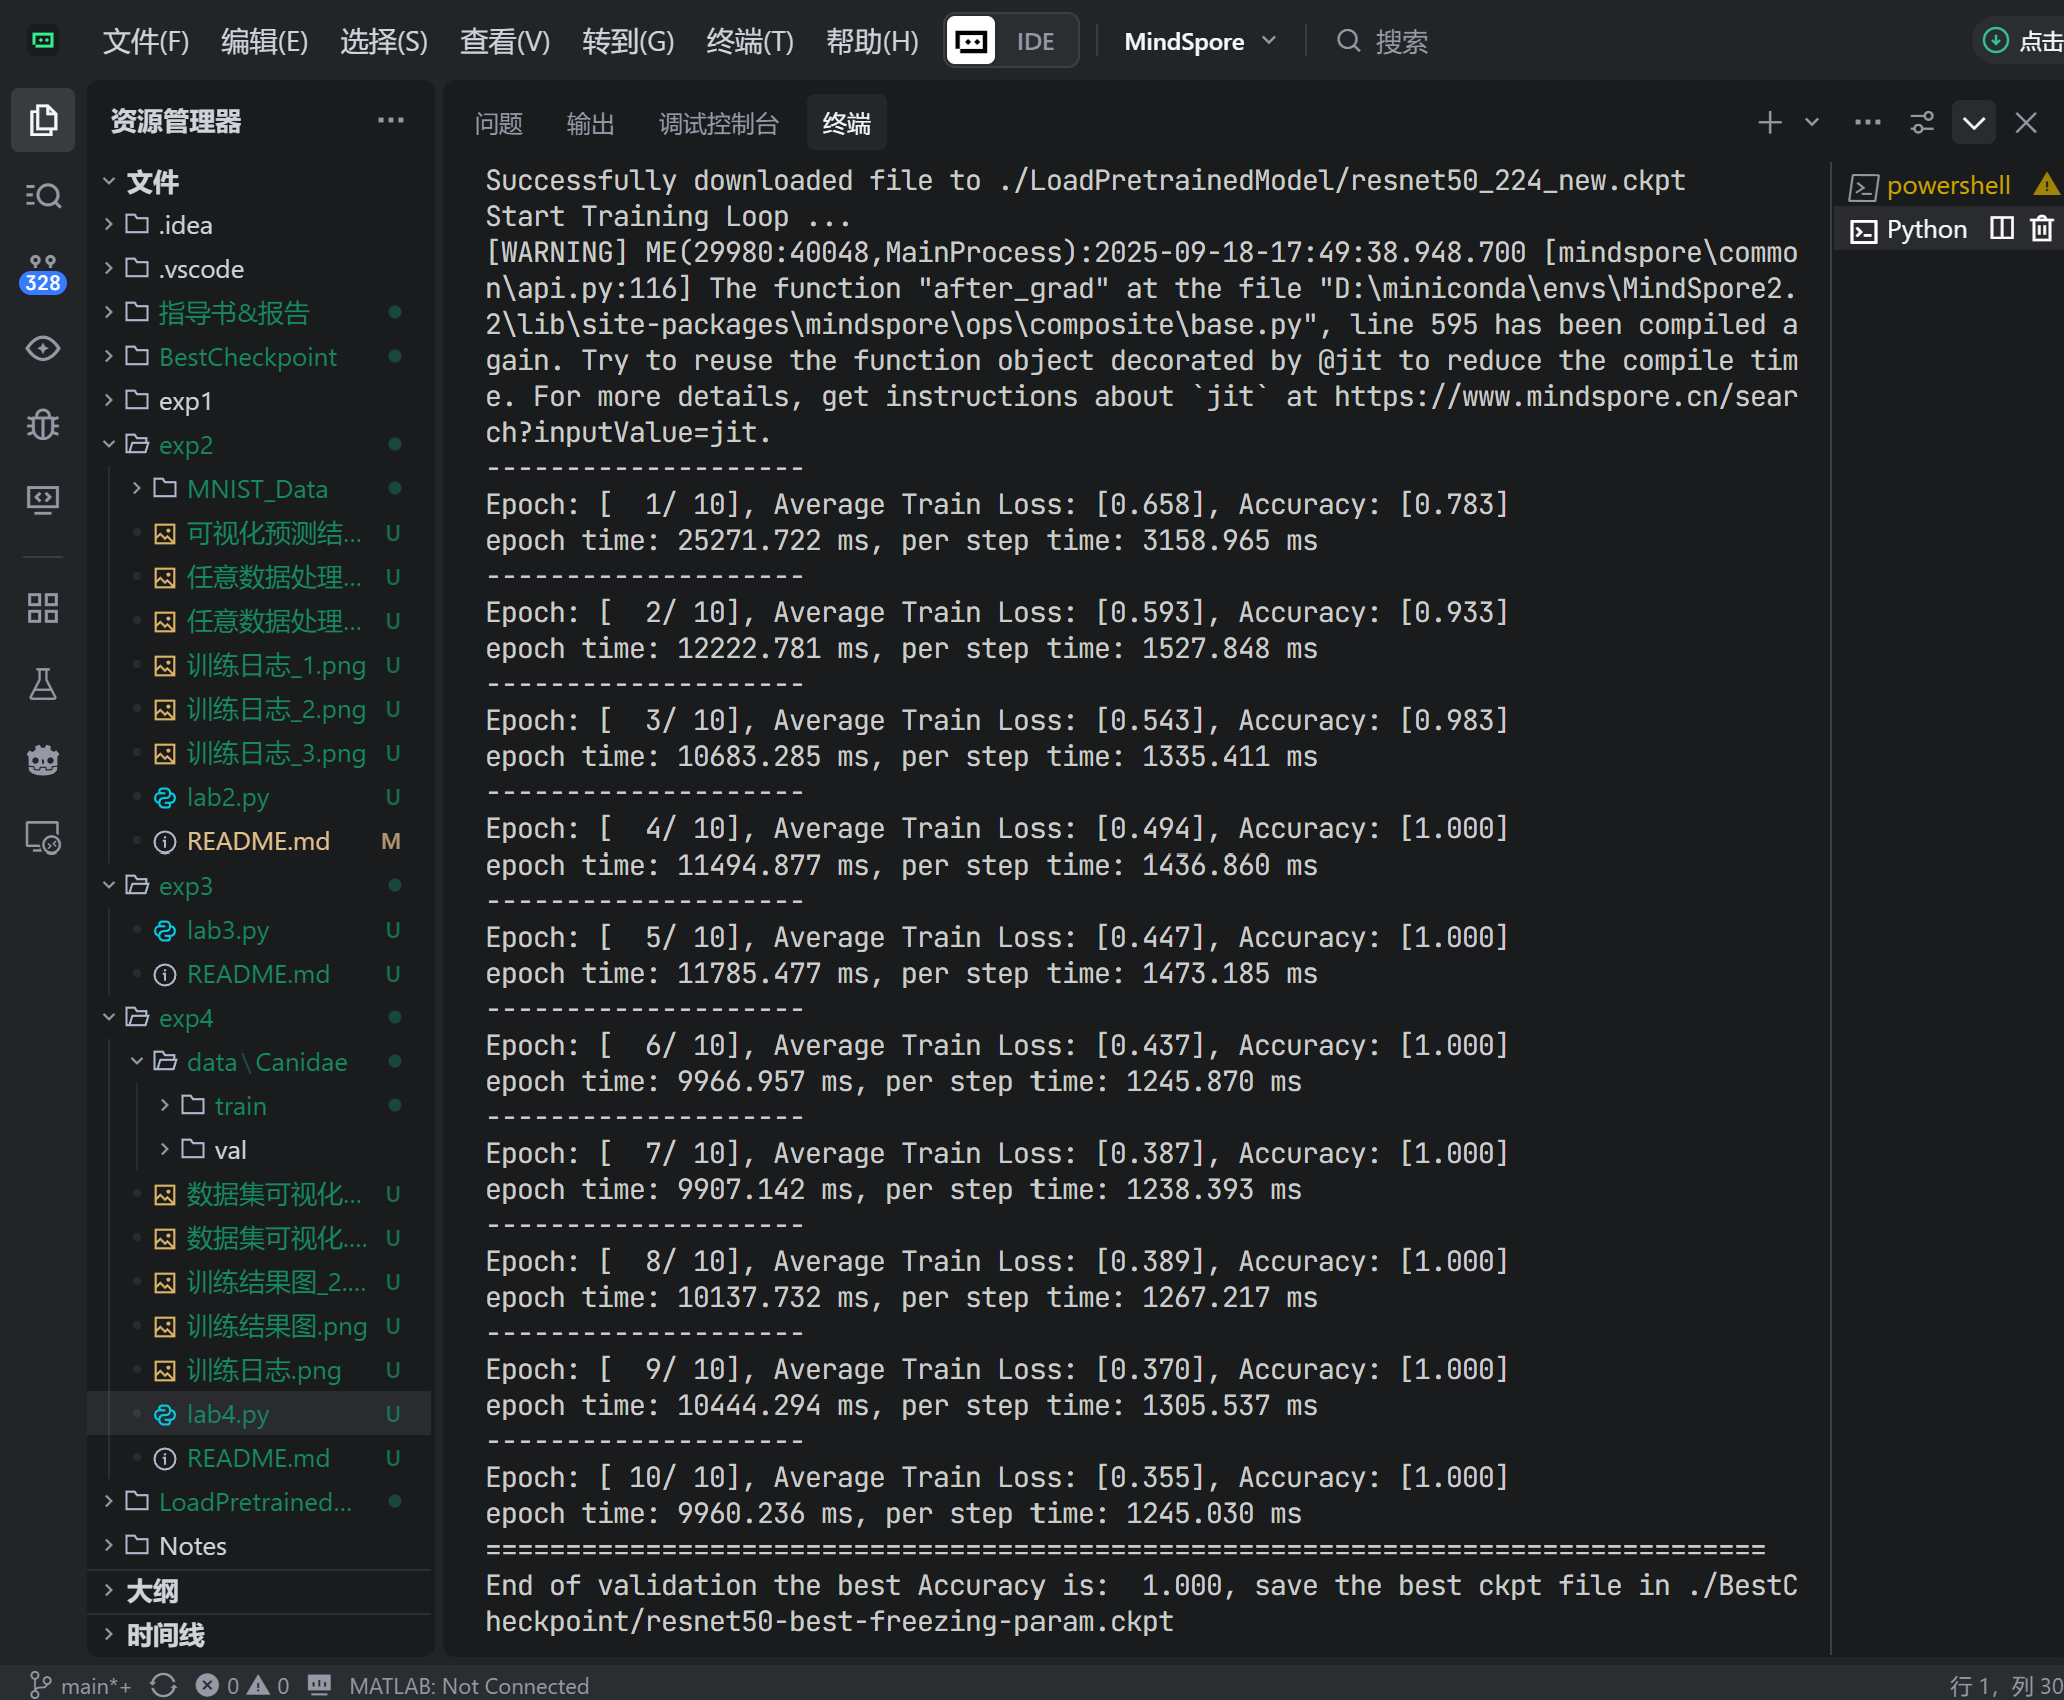 文件(F) 编辑(E) 选择(S) 查看(V) 转到(G) 终端(T) 帮助(H) IDE MindSpore 搜索 点击
资源管理器
文件
.idea
.vscode
指导书&报告
BestCheckpoint
exp1
exp2
MNIST_Data
可视化预测结... U
任意数据处理... U
任意数据处理... U
训练日志_1.png U
训练日志_2.png U
训练日志_3.png U
lab2.py U
README.md M
exp3
lab3.py U
README.md U
exp4
data\Canidae
train
val
数据集可视化... U
数据集可视化.... U
训练结果图_2.... U
训练结果图.png U
训练日志.png U
lab4.py U
README.md U
LoadPretrained...
Notes
大纲
时间线
328
问题 输出 调试控制台 终端
Successfully downloaded file to ./LoadPretrainedModel/resnet50_224_new.ckpt
Start Training Loop ...
[WARNING] ME(29980:40048,MainProcess):2025-09-18-17:49:38.948.700 [mindspore\commo
n\api.py:116] The function "after_grad" at the file "D:\miniconda\envs\MindSpore2.
2\lib\site-packages\mindspore\ops\composite\base.py", line 595 has been compiled a
gain. Try to reuse the function object decorated by @jit to reduce the compile tim
e. For more details, get instructions about `jit` at https://www.mindspore.cn/sear
ch?inputValue=jit.
--------------------
Epoch: [  1/ 10], Average Train Loss: [0.658], Accuracy: [0.783]
epoch time: 25271.722 ms, per step time: 3158.965 ms
--------------------
Epoch: [  2/ 10], Average Train Loss: [0.593], Accuracy: [0.933]
epoch time: 12222.781 ms, per step time: 1527.848 ms
--------------------
Epoch: [  3/ 10], Average Train Loss: [0.543], Accuracy: [0.983]
epoch time: 10683.285 ms, per step time: 1335.411 ms
--------------------
Epoch: [  4/ 10], Average Train Loss: [0.494], Accuracy: [1.000]
epoch time: 11494.877 ms, per step time: 1436.860 ms
--------------------
Epoch: [  5/ 10], Average Train Loss: [0.447], Accuracy: [1.000]
epoch time: 11785.477 ms, per step time: 1473.185 ms
--------------------
Epoch: [  6/ 10], Average Train Loss: [0.437], Accuracy: [1.000]
epoch time: 9966.957 ms, per step time: 1245.870 ms
--------------------
Epoch: [  7/ 10], Average Train Loss: [0.387], Accuracy: [1.000]
epoch time: 9907.142 ms, per step time: 1238.393 ms
--------------------
Epoch: [  8/ 10], Average Train Loss: [0.389], Accuracy: [1.000]
epoch time: 10137.732 ms, per step time: 1267.217 ms
--------------------
Epoch: [  9/ 10], Average Train Loss: [0.370], Accuracy: [1.000]
epoch time: 10444.294 ms, per step time: 1305.537 ms
--------------------
Epoch: [ 10/ 10], Average Train Loss: [0.355], Accuracy: [1.000]
epoch time: 9960.236 ms, per step time: 1245.030 ms
================================================================================
End of validation the best Accuracy is:  1.000, save the best ckpt file in ./BestC
heckpoint/resnet50-best-freezing-param.ckpt
powershell
Python
main*+ 0 0 MATLAB: Not Connected 行 1，列 30